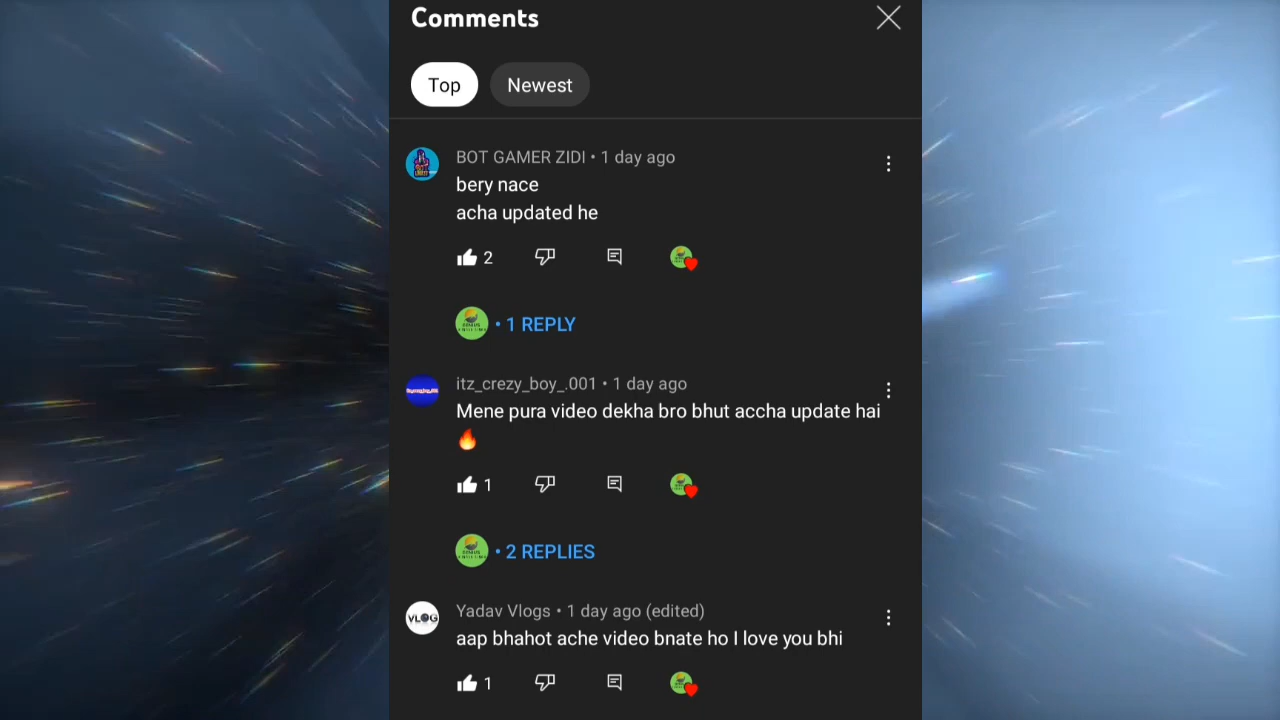 Comments
Top
Newest
BOT GAMER ZIDI • 1 day ago
bery nace
acha updated he
2
• 1 REPLY
itz_crezy_boy_.001 • 1 day ago
Mene pura video dekha bro bhut accha update hai
🔥
1
• 2 REPLIES
VLOG
Yadav Vlogs • 1 day ago (edited)
aap bhahot ache video bnate ho I love you bhi
1